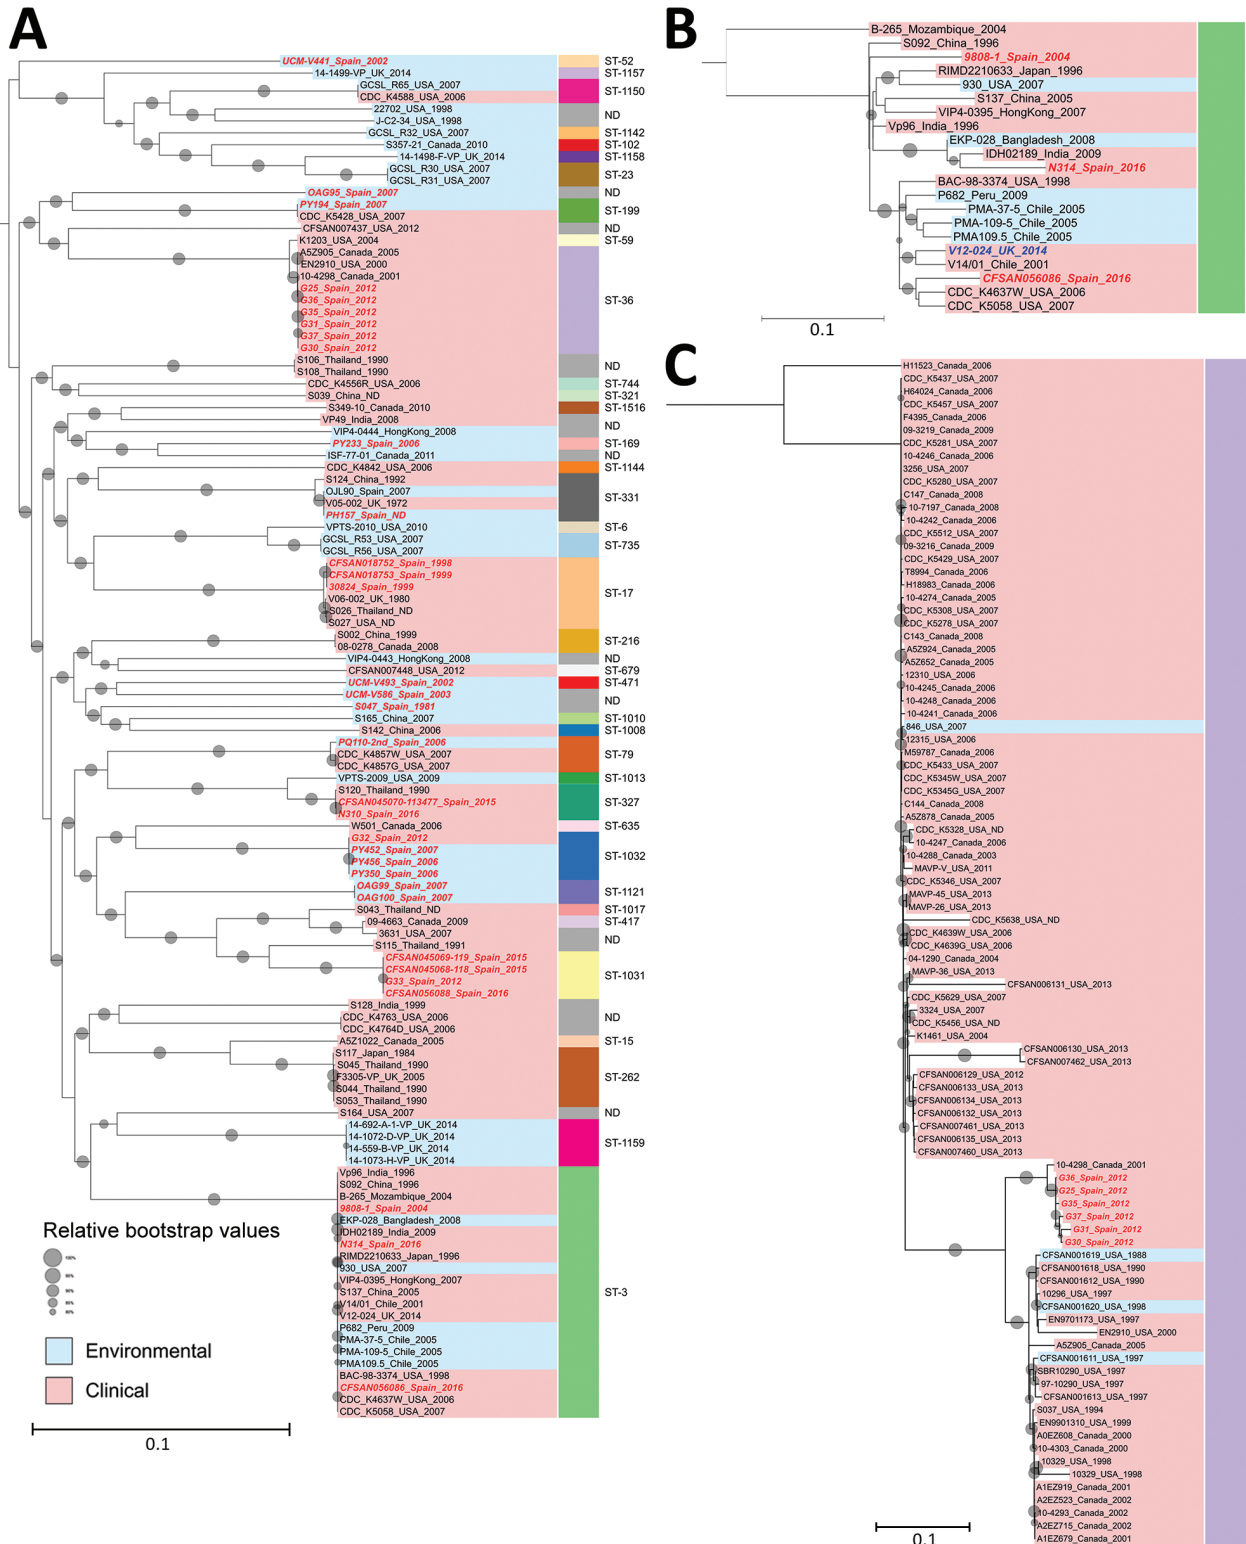 A
UCM-V441_Spain_2002
ST-52
14-1499-VP_UK_2014
ST-1157
GCSL_R65_USA_2007
CDC_K4588_USA_2006
ST-1150
22702_USA_1998
J-C2-34_USA_1998
ND
GCSL_R32_USA_2007
ST-1142
S357-21_Canada_2010
ST-102
14-1498-F-VP_UK_2014
ST-1158
GCSL_R30_USA_2007
GCSL_R31_USA_2007
ST-23
OAG95_Spain_2007
ND
PY194_Spain_2007
CDC_K5428_USA_2007
ST-199
CFSAN007437_USA_2012
ND
K1203_USA_2004
ST-59
A5Z905_Canada_2005
EN2910_USA_2000
10-4298_Canada_2001
G25_Spain_2012
G36_Spain_2012
G35_Spain_2012
G31_Spain_2012
G37_Spain_2012
G30_Spain_2012
ST-36
S106_Thailand_1990
S108_Thailand_1990
ND
CDC_K4556R_USA_2006
ST-744
S039_China_ND
ST-321
S349-10_Canada_2010
ST-1516
VP49_India_2008
VIP4-0444_HongKong_2008
ND
PY233_Spain_2006
ST-169
ISF-77-01_Canada_2011
ND
CDC_K4842_USA_2006
ST-1144
S124_China_1992
OJL90_Spain_2007
V05-002_UK_1972
PH157_Spain_ND
ST-331
VPTS-2010_USA_2010
ST-6
GCSL_R53_USA_2007
GCSL_R56_USA_2007
ST-735
CFSAN018752_Spain_1998
CFSAN018753_Spain_1999
30824_Spain_1999
V06-002_UK_1980
S026_Thailand_ND
S027_USA_ND
ST-17
S002_China_1999
08-0278_Canada_2008
ST-216
VIP4-0443_HongKong_2008
ND
CFSAN007448_USA_2012
ST-679
UCM-V493_Spain_2002
ST-471
UCM-V586_Spain_2003
S047_Spain_1981
ND
S165_China_2007
ST-1010
S142_China_2006
ST-1008
PQ110-2nd_Spain_2006
CDC_K4857W_USA_2007
CDC_K4857G_USA_2007
ST-79
VPTS-2009_USA_2009
ST-1013
S120_Thailand_1990
CFSAN045070-113477_Spain_2015
N310_Spain_2016
ST-327
W501_Canada_2006
ST-635
G32_Spain_2012
PY452_Spain_2007
PY456_Spain_2006
PY350_Spain_2006
ST-1032
OAG99_Spain_2007
OAG100_Spain_2007
ST-1121
S043_Thailand_ND
ST-1017
09-4663_Canada_2009
ST-417
3631_USA_2007
S115_Thailand_1991
ND
CFSAN045069-119_Spain_2015
CFSAN045068-118_Spain_2015
G33_Spain_2012
CFSAN056088_Spain_2016
ST-1031
S128_India_1999
CDC_K4763_USA_2006
CDC_K4764D_USA_2006
ND
A5Z1022_Canada_2005
ST-15
S117_Japan_1984
S045_Thailand_1990
F3305-VP_UK_2005
S044_Thailand_1990
S053_Thailand_1990
ST-262
S164_USA_2007
ND
14-692-A-1-VP_UK_2014
14-1072-D-VP_UK_2014
14-559-B-VP_UK_2014
14-1073-H-VP_UK_2014
ST-1159
Vp96_India_1996
S092_China_1996
B-265_Mozambique_2004
9808-1_Spain_2004
EKP-028_Bangladesh_2008
IDH02189_India_2009
N314_Spain_2016
RIMD2210633_Japan_1996
930_USA_2007
VIP4-0395_HongKong_2007
S137_China_2005
V14/01_Chile_2001
V12-024_UK_2014
P682_Peru_2009
PMA-37-5_Chile_2005
PMA-109-5_Chile_2005
PMA109.5_Chile_2005
BAC-98-3374_USA_1998
CFSAN056086_Spain_2016
CDC_K4637W_USA_2006
CDC_K5058_USA_2007
ST-3
Relative bootstrap values
Environmental
Clinical
0.1
B
B-265_Mozambique_2004
S092_China_1996
9808-1_Spain_2004
RIMD2210633_Japan_1996
930_USA_2007
S137_China_2005
VIP4-0395_HongKong_2007
Vp96_India_1996
EKP-028_Bangladesh_2008
IDH02189_India_2009
N314_Spain_2016
BAC-98-3374_USA_1998
P682_Peru_2009
PMA-37-5_Chile_2005
PMA-109-5_Chile_2005
PMA109.5_Chile_2005
V12-024_UK_2014
V14/01_Chile_2001
CFSAN056086_Spain_2016
CDC_K4637W_USA_2006
CDC_K5058_USA_2007
0.1
C
H11523_Canada_2006
CDC_K5437_USA_2007
H64024_Canada_2006
CDC_K5457_USA_2007
F4395_Canada_2006
09-3219_Canada_2009
CDC_K5281_USA_2007
10-4246_Canada_2006
3256_USA_2007
CDC_K5280_USA_2007
C147_Canada_2008
10-7197_Canada_2008
10-4242_Canada_2006
CDC_K5512_USA_2007
09-3216_Canada_2009
CDC_K5429_USA_2007
T8994_Canada_2006
H18983_Canada_2006
10-4274_Canada_2005
CDC_K5308_USA_2007
CDC_K5278_USA_2007
C143_Canada_2008
A5Z924_Canada_2005
A5Z652_Canada_2005
12310_USA_2006
10-4245_Canada_2006
10-4248_Canada_2006
10-4241_Canada_2006
846_USA_2007
12315_USA_2006
M59787_Canada_2006
CDC_K5433_USA_2007
CDC_K5345W_USA_2007
CDC_K5345G_USA_2007
C144_Canada_2008
A5Z878_Canada_2005
CDC_K5328_USA_ND
10-4247_Canada_2006
10-4288_Canada_2003
MAVP-V_USA_2011
CDC_K5346_USA_2007
MAVP-45_USA_2013
MAVP-26_USA_2013
CDC_K5638_USA_ND
CDC_K4639W_USA_2006
CDC_K4639G_USA_2006
04-1290_Canada_2004
MAVP-36_USA_2013
CFSAN006131_USA_2013
CDC_K5629_USA_2007
3324_USA_2007
CDC_K5456_USA_ND
K1461_USA_2004
CFSAN006130_USA_2013
CFSAN007462_USA_2013
CFSAN006129_USA_2012
CFSAN006133_USA_2013
CFSAN006134_USA_2013
CFSAN006132_USA_2013
CFSAN007461_USA_2013
CFSAN006135_USA_2013
CFSAN007460_USA_2013
10-4298_Canada_2001
G36_Spain_2012
G25_Spain_2012
G35_Spain_2012
G37_Spain_2012
G31_Spain_2012
G30_Spain_2012
CFSAN001619_USA_1988
CFSAN001618_USA_1990
CFSAN001612_USA_1990
10296_USA_1997
CFSAN001620_USA_1998
EN9701173_USA_1997
EN2910_USA_2000
A5Z905_Canada_2005
CFSAN001611_USA_1997
SBR10290_USA_1997
97-10290_USA_1997
CFSAN001613_USA_1997
S037_USA_1994
EN9901310_USA_1999
A0EZ608_Canada_2000
10-4303_Canada_2000
10329_USA_1998
10329_USA_1998
A1EZ919_Canada_2001
A2EZ523_Canada_2002
10-4293_Canada_2002
A2EZ715_Canada_2002
A1EZ679_Canada_2001
0.1